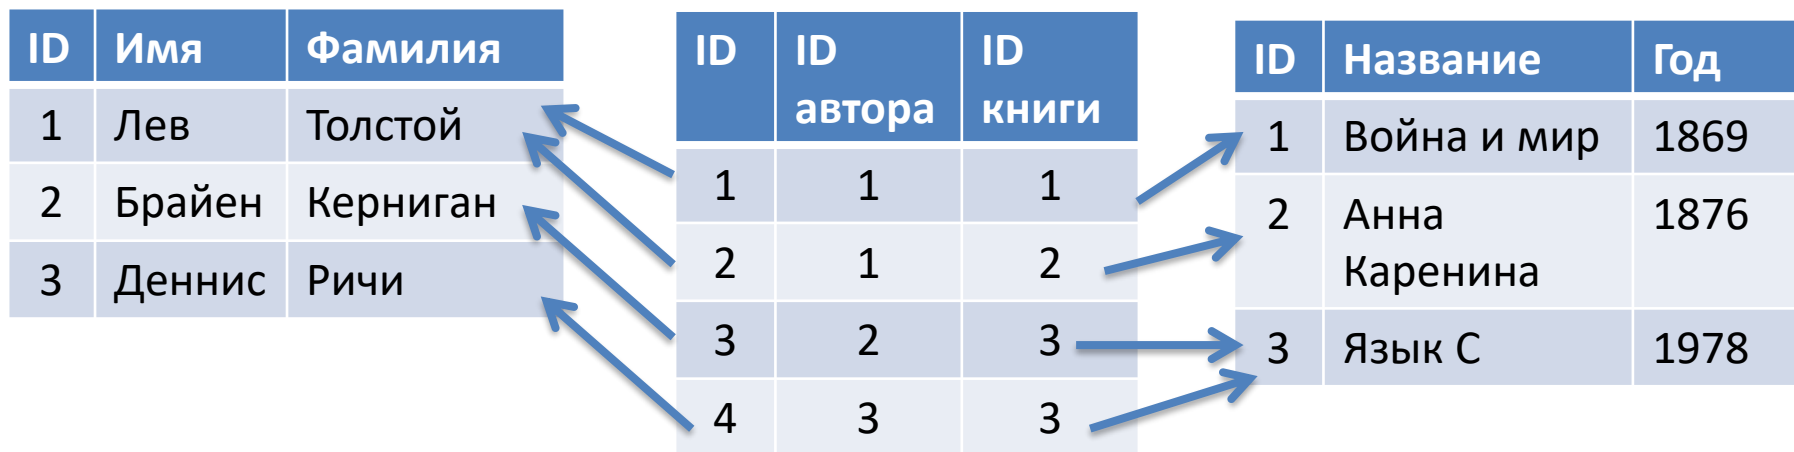 ID Имя Фамилия
1 Лев Толстой
2 Брайен Керниган
3 Деннис Ричи
ID ID ID
автора книги
1 1 1
2 1 2
3 2 3
4 3 3
ID Название Год
1 Война и мир 1869
2 Анна 1876
Каренина
3 Язык С 1978